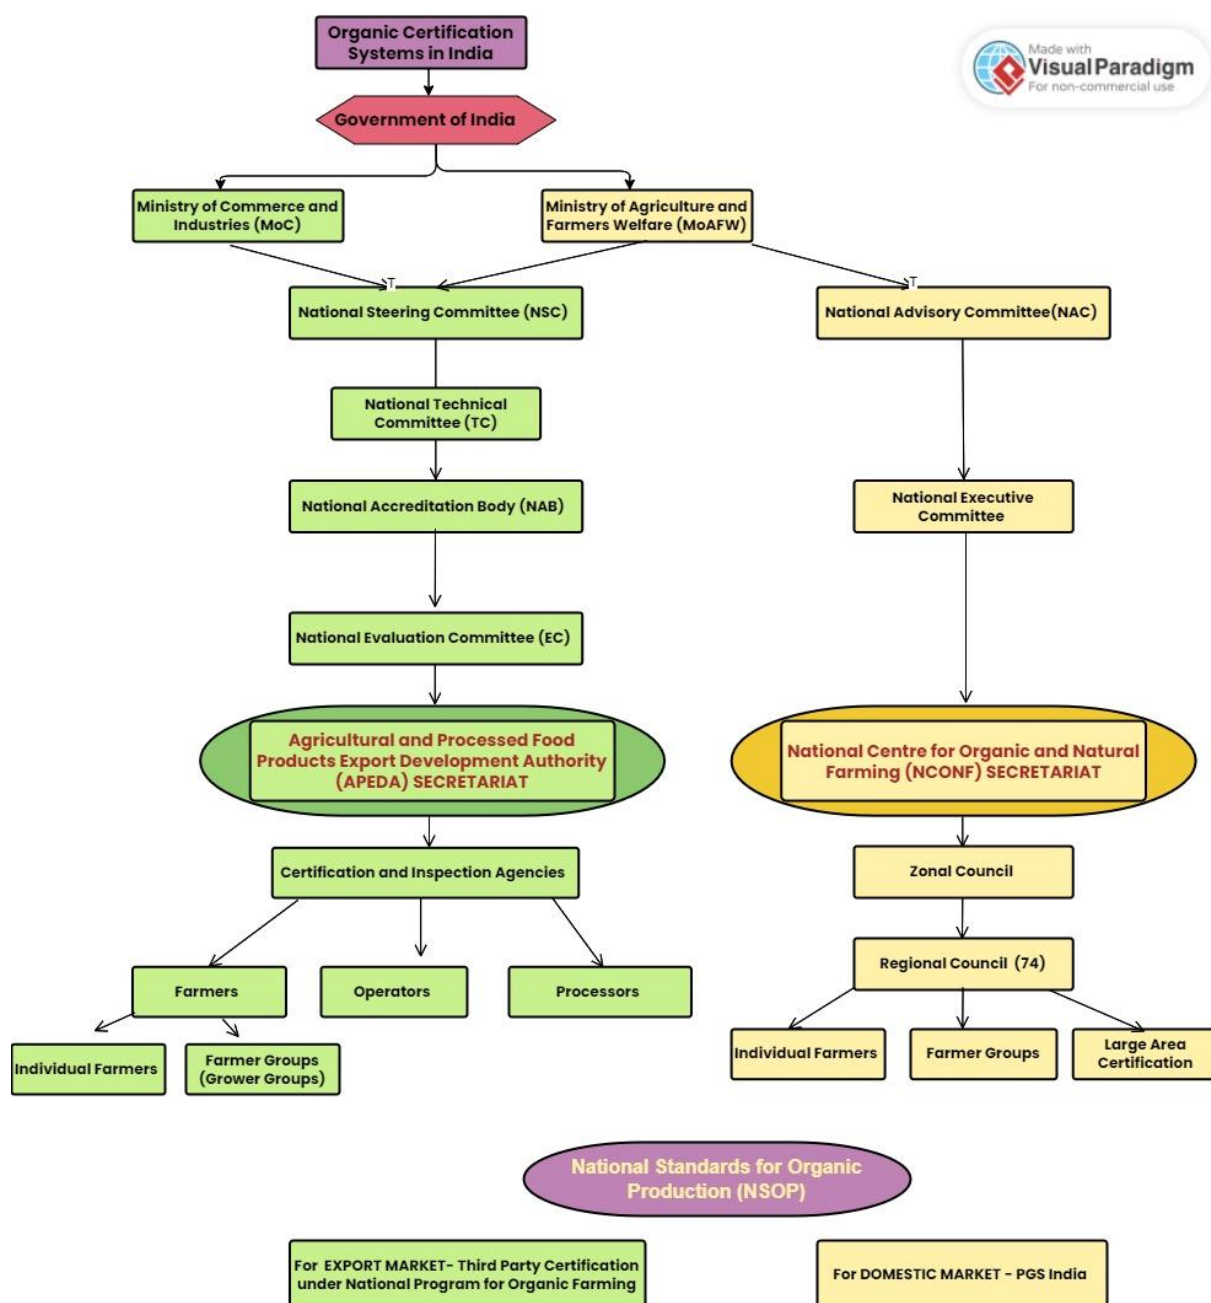 Organic Certification
Systems in India
Made with
Visual Paradigm
For non-commercial use
Government of India
Ministry of Commerce and
Industries (MoC)
Ministry of Agriculture and
Farmers Welfare (MoAFW)
T
T
National Steering Committee (NSC)
National Advisory Committee(NAC)
National Technical
Committee (TC)
National Accreditation Body (NAB)
National Executive
Committee
National Evaluation Committee (EC)
Agricultural and Processed Food
Products Export Development Authority
(APEDA) SECRETARIAT
National Centre for Organic and Natural
Farming (NCONF) SECRETARIAT
Certification and Inspection Agencies
Zonal Council
Regional Council (74)
Farmers
Operators
Processors
Individual Farmers
Farmer Groups
(Grower Groups)
Individual Farmers
Farmer Groups
Large Area
Certification
National Standards for Organic
Production (NSOP)
For EXPORT MARKET- Third Party Certification
under National Program for Organic Farming
For DOMESTIC MARKET - PGS India